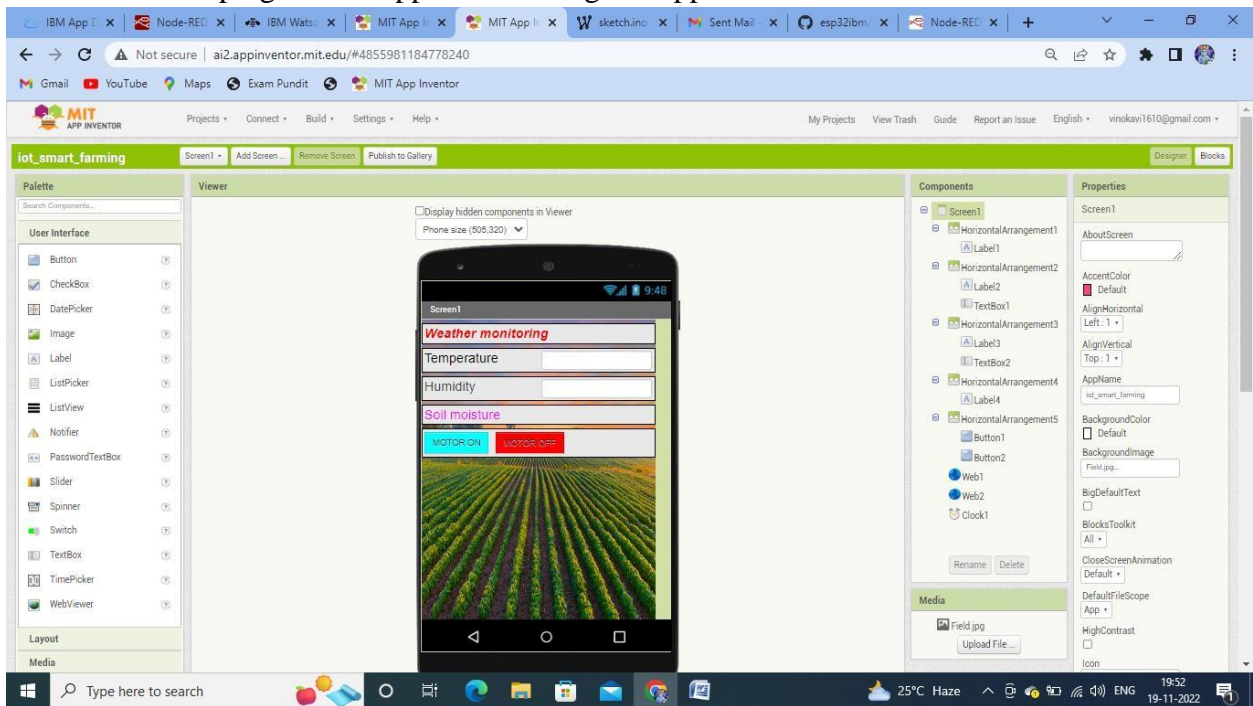 IBM App D
Node-RED
IBM Watso
MIT App In
MIT App In
sketch.ino
Sent Mail -
esp32ibm/
Node-RED
Not secure | ai2.appinventor.mit.edu/#4855981184778240
Gmail YouTube Maps Exam Pundit MIT App Inventor
MIT
APP INVENTOR
Projects Connect Build Settings Help My Projects View Trash Guide Report an Issue English vinokavi1610@gmail.com
iot_smart_farming Screen1 Add Screen ... Remove Screen Publish to Gallery Designer Blocks
Palette
Search Components...
User Interface
Button
CheckBox
DatePicker
Image
Label
ListPicker
ListView
Notifier
PasswordTextBox
Slider
Spinner
Switch
TextBox
TimePicker
WebViewer
Layout
Media
Viewer
Display hidden components in Viewer
Phone size (505,320)
9:48
Screen1
Weather monitoring
Temperature
Humidity
Soil moisture
MOTOR ON MOTOR OFF
Components
Screen1
HorizontalArrangement1
Label1
HorizontalArrangement2
Label2
TextBox1
HorizontalArrangement3
Label3
TextBox2
HorizontalArrangement4
Label4
HorizontalArrangement5
Button1
Button2
Web1
Web2
Clock1
Rename Delete
Media
Field.jpg
Upload File ...
Properties
Screen1
AboutScreen
AccentColor
Default
AlignHorizontal
Left : 1
AlignVertical
Top : 1
AppName
iot_smart_farming
BackgroundColor
Default
BackgroundImage
Field.jpg...
BigDefaultText
BlocksToolkit
All
CloseScreenAnimation
Default
DefaultFileScope
App
HighContrast
Icon
Type here to search
25°C Haze
ENG
19:52
19-11-2022
1